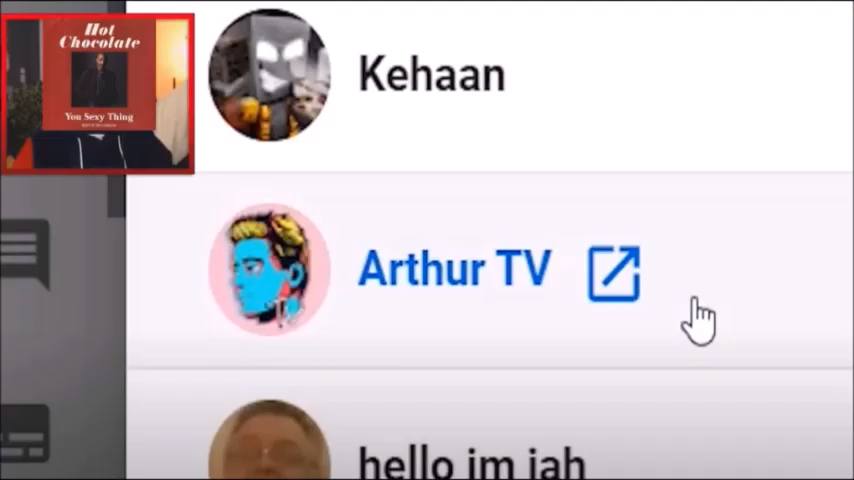 Hot
Chocolate
You Sexy Thing
Kehaan
Arthur TV
hello im jah